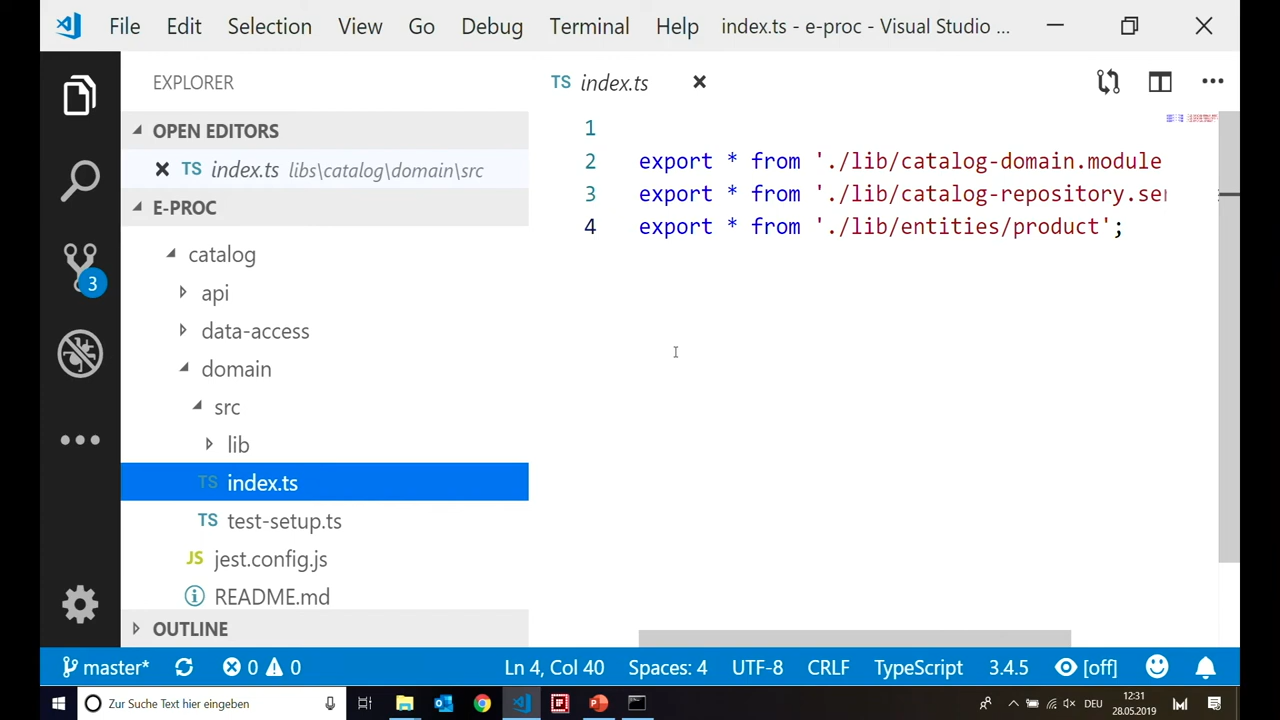 File Edit Selection View Go Debug Terminal Help index.ts - e-proc - Visual Studio ...
EXPLORER
TS index.ts
OPEN EDITORS
TS index.ts libs\catalog\domain\src
E-PROC
catalog
api
data-access
domain
src
lib
TS index.ts
TS test-setup.ts
JS jest.config.js
README.md
OUTLINE
1
2 export * from './lib/catalog-domain.module
3 export * from './lib/catalog-repository.ser
4 export * from './lib/entities/product';
3
master* 0 0 Ln 4, Col 40 Spaces: 4 UTF-8 CRLF TypeScript 3.4.5 [off]
Zur Suche Text hier eingeben
DEU
12:31
28.05.2019